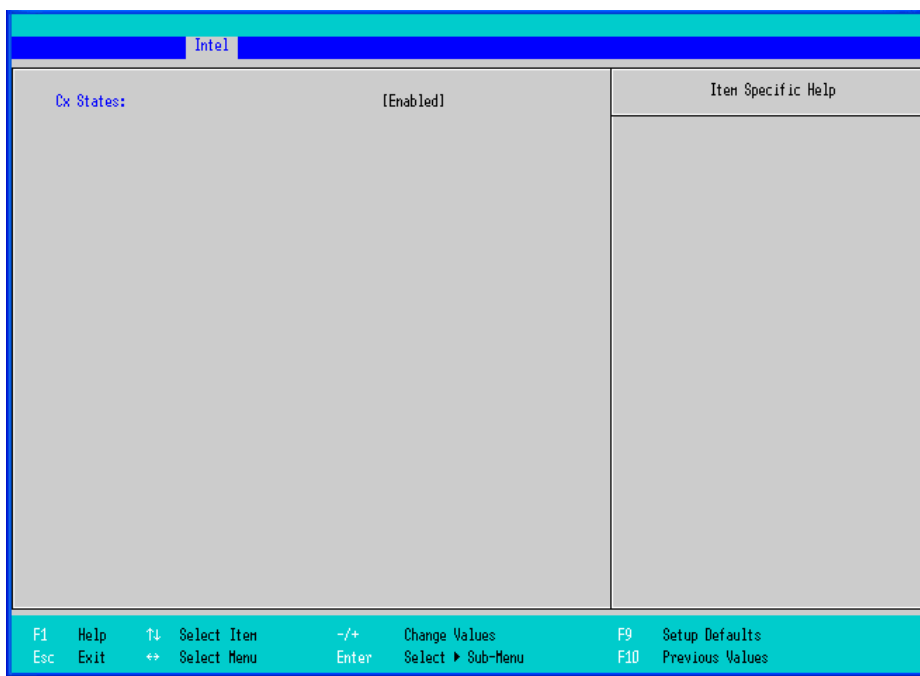 Intel
Cx States: [Enabled]
Item Specific Help
F1 Help ↑↓ Select Item -/+ Change Values F9 Setup Defaults
Esc Exit ↔ Select Menu Enter Select ▶ Sub-Menu F10 Previous Values